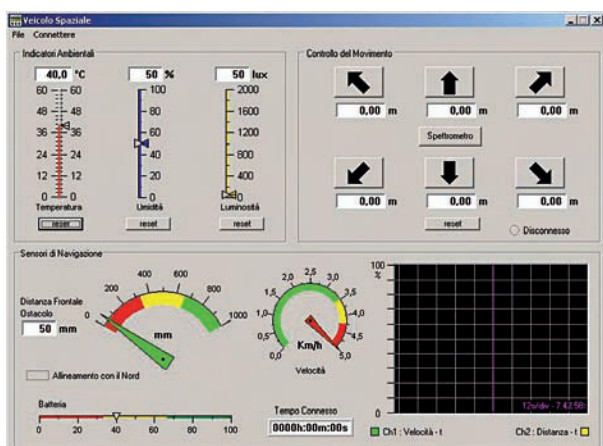 Veicolo Spaziale
File Connettere
Indicatori Ambientali
40,0 °C
50 %
50 lux
60 60
48 48
36 36
24 24
12 12
0 0
100
80
60
40
20
0
2000
1600
1200
800
400
0
Temperatura
Umidità
Luminosità
reset
reset
reset
Controllo del Movimento
0,00 m
0,00 m
0,00 m
Spettrometro
0,00 m
0,00 m
0,00 m
reset
Disconnesso
Sensori di Navigazione
Distanza Frontale
Ostacolo
50 mm
0
200
400
600
800
1000
mm
Allineamento con il Nord
Batteria
0 20 40 60 80 100
0,0
0,5
1,0
1,5
2,0
2,5
3,0
3,5
4,0
4,5
5,0
Km/h
Velocità
Tempo Connesso
0000h:00m:00s
100
%
0
12s/div - 7.42.58
Ch1 : Velocità - t
Ch2 : Distanza - t